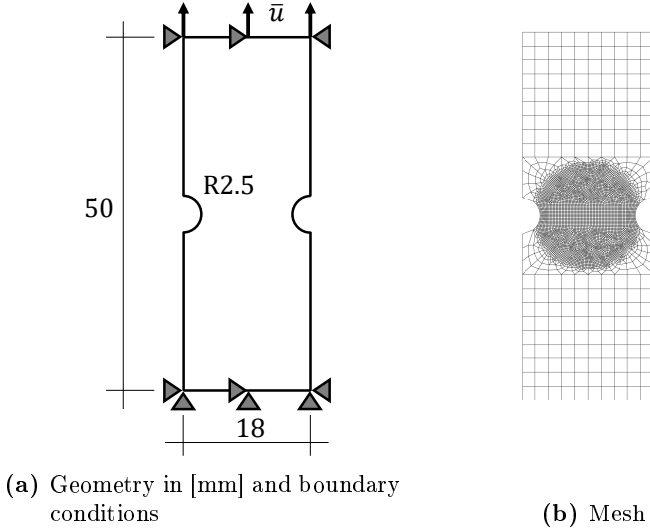 ū
R2.5
50
18
(a) Geometry in [mm] and boundary
conditions
(b) Mesh